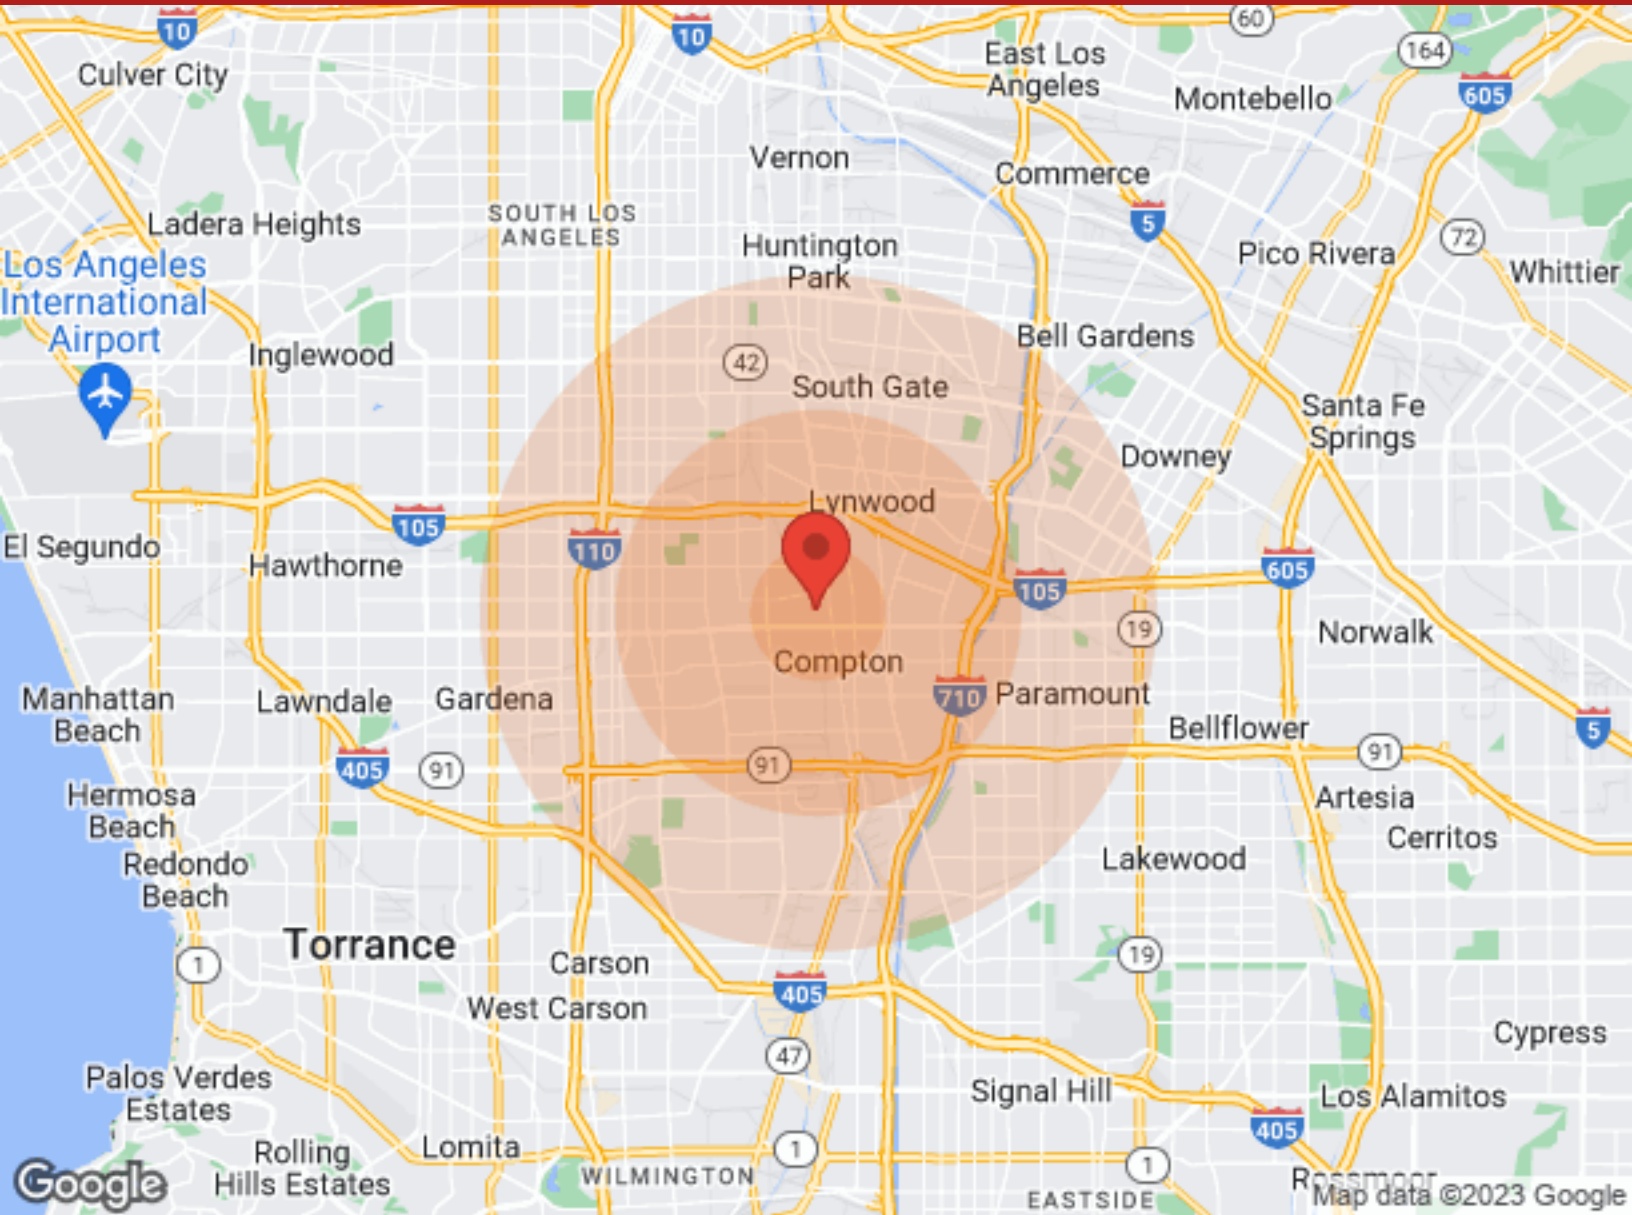 10
10
60
Culver City
East Los
Angeles
164
605
Montebello
Vernon
Commerce
Ladera Heights
SOUTH LOS
ANGELES
5
72
Huntington
Park
Pico Rivera
Whittier
Los Angeles
International
Airport
Inglewood
42
Bell Gardens
South Gate
Santa Fe
Springs
Downey
Lynwood
105
El Segundo
110
Hawthorne
105
605
19
Norwalk
Compton
Manhattan
Beach
Lawndale
Gardena
710
Paramount
Bellflower
5
405
91
91
91
Hermosa
Beach
Artesia
Cerritos
Redondo
Beach
Lakewood
Torrance
1
Carson
19
West Carson
405
Cypress
47
Palos Verdes
Estates
Signal Hill
Los Alamitos
405
Rolling
Hills Estates
Lomita
1
WILMINGTON
1
EASTSIDE
Rossmoor
Google
Map data ©2023 Google